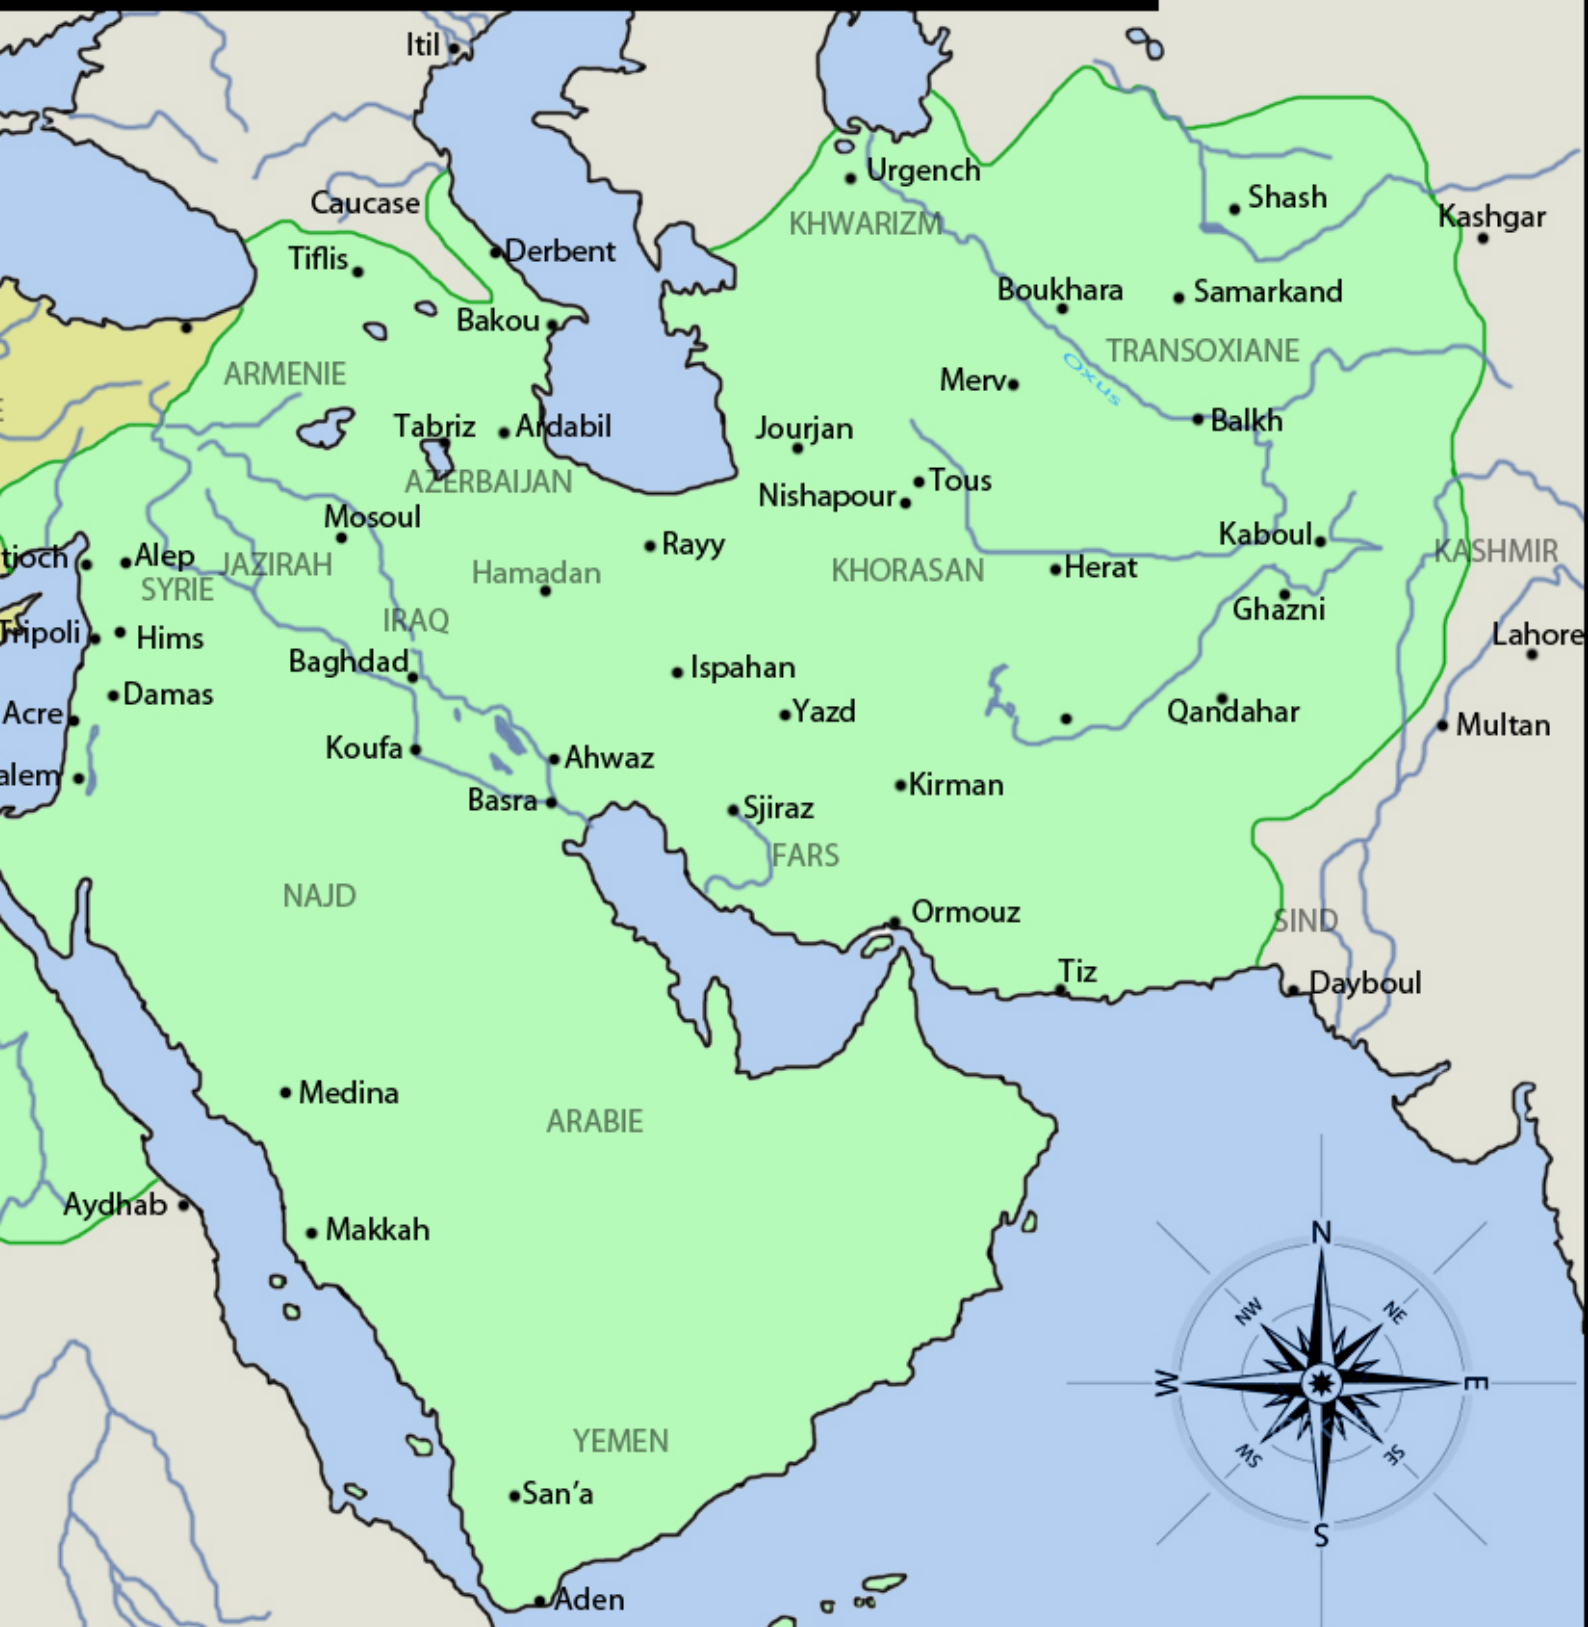 Itil
Caucase
Urgench
Shash
Kashgar
KHWARIZM
Tiflis
Derbent
Boukhara
Samarkand
Bakou
TRANSOXIANE
ARMENIE
Oxus
Merv
Balkh
E
Tabriz
Ardabil
Jourjan
AZERBAIJAN
Tous
Nishapour
Mosoul
Kaboul
Rayy
KASHMIR
tioch
Alep
JAZIRAH
Hamadan
KHORASAN
Herat
SYRIE
Ghazni
IRAQ
Tripoli
Hims
Lahore
Baghdad
Ispahan
Damas
Acre
Yazd
Qandahar
Multan
Koufa
Ahwaz
alem
Kirman
Basra
Sjiraz
FARS
NAJD
Ormouz
SIND
Tiz
Dayboul
Medina
ARABIE
Aydhab
Makkah
N
NW
NE
W
E
YEMEN
SW
SE
San'a
S
Aden